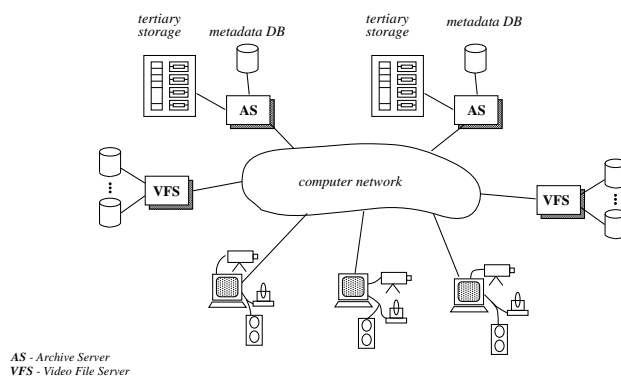 tertiary
storage
metadata DB
tertiary
storage
metadata DB
AS
AS
computer network
VFS
VFS
AS - Archive Server
VFS - Video File Server